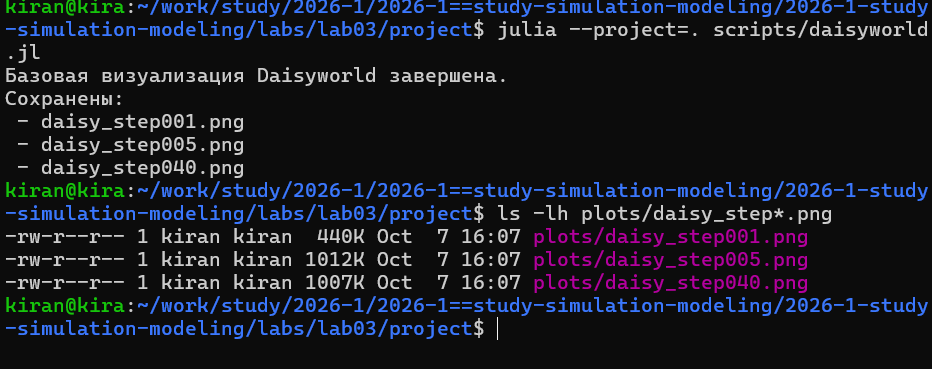 kiran@kira:~/work/study/2026-1/2026-1==study-simulation-modeling/2026-1-study
-simulation-modeling/labs/lab03/project$ julia --project=. scripts/daisyworld
.jl
Базовая визуализация Daisyworld завершена.
Сохранены:
 - daisy_step001.png
 - daisy_step005.png
 - daisy_step040.png
kiran@kira:~/work/study/2026-1/2026-1==study-simulation-modeling/2026-1-study
-simulation-modeling/labs/lab03/project$ ls -lh plots/daisy_step*.png
-rw-r--r-- 1 kiran kiran  440K Oct  7 16:07 plots/daisy_step001.png
-rw-r--r-- 1 kiran kiran 1012K Oct  7 16:07 plots/daisy_step005.png
-rw-r--r-- 1 kiran kiran 1007K Oct  7 16:07 plots/daisy_step040.png
kiran@kira:~/work/study/2026-1/2026-1==study-simulation-modeling/2026-1-study
-simulation-modeling/labs/lab03/project$